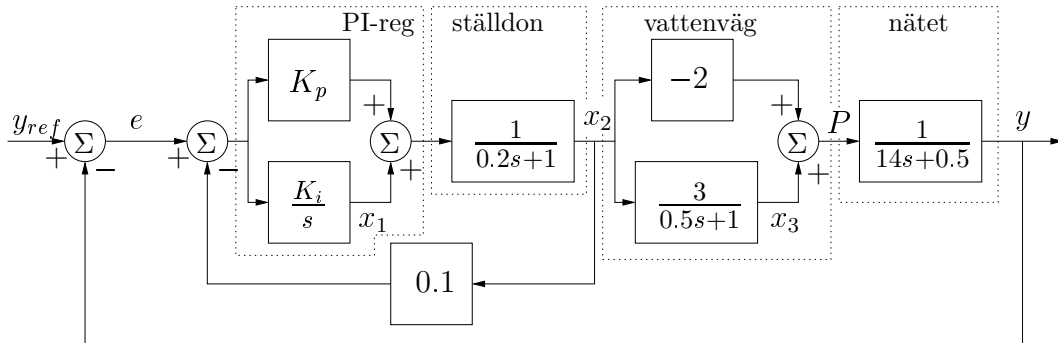 PI-reg ställdon vattenväg nätet
K_p -2
+ + x_2 +
y_ref Σ e Σ Σ 1/(0.2s+1) Σ P 1/(14s+0.5) y
+ − + − + +
K_i/s x_1 3/(0.5s+1) x_3
0.1